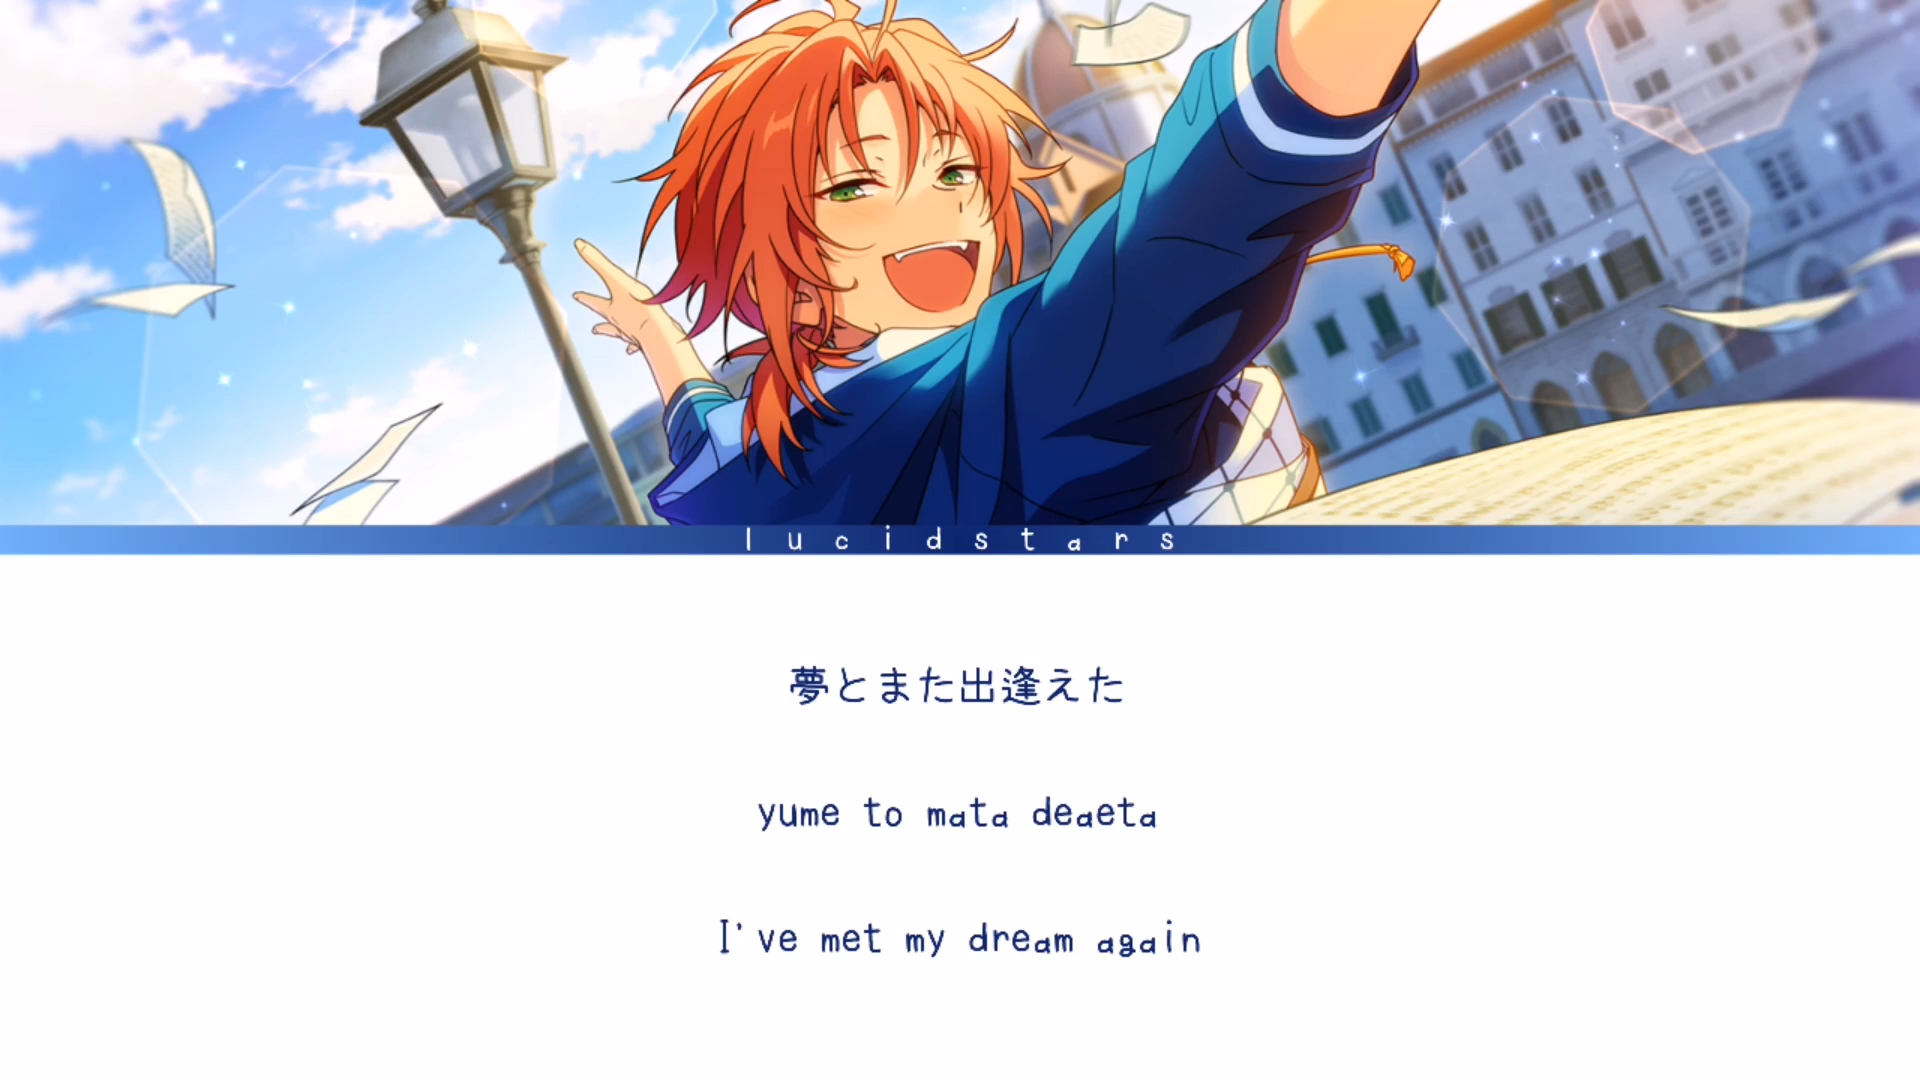 lucidstars
夢とまた出逢えた
yume to mata deaeta
I've met my dream again